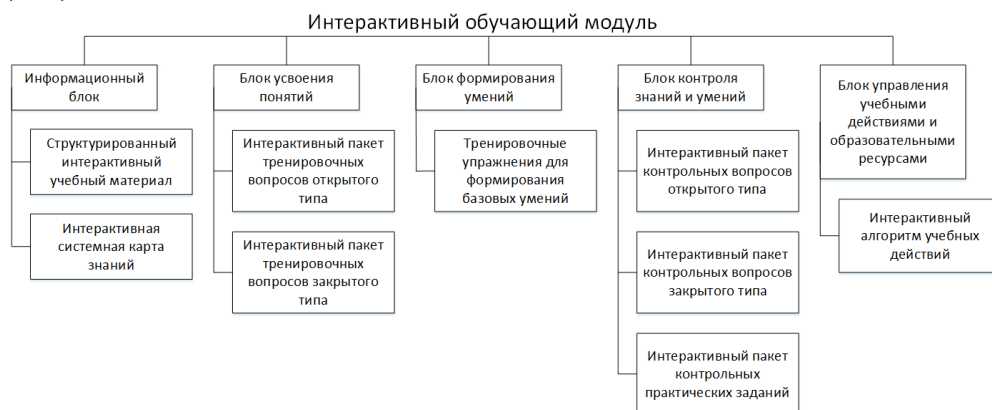 Интерактивный обучающий модуль
Информационный
блок
Структурированный
интерактивный
учебный материал
Интерактивная
системная карта
знаний
Блок усвоения
понятий
Интерактивный пакет
тренировочных
вопросов открытого
типа
Интерактивный пакет
тренировочных
вопросов закрытого
типа
Блок формирования
умений
Тренировочные
упражнения для
формирования
базовых умений
Блок контроля
знаний и умений
Интерактивный пакет
контрольных вопросов
открытого типа
Интерактивный пакет
контрольных вопросов
закрытого типа
Интерактивный пакет
контрольных
практических заданий
Блок управления
учебными
действиями и
образовательными
ресурсами
Интерактивный
алгоритм учебных
действий